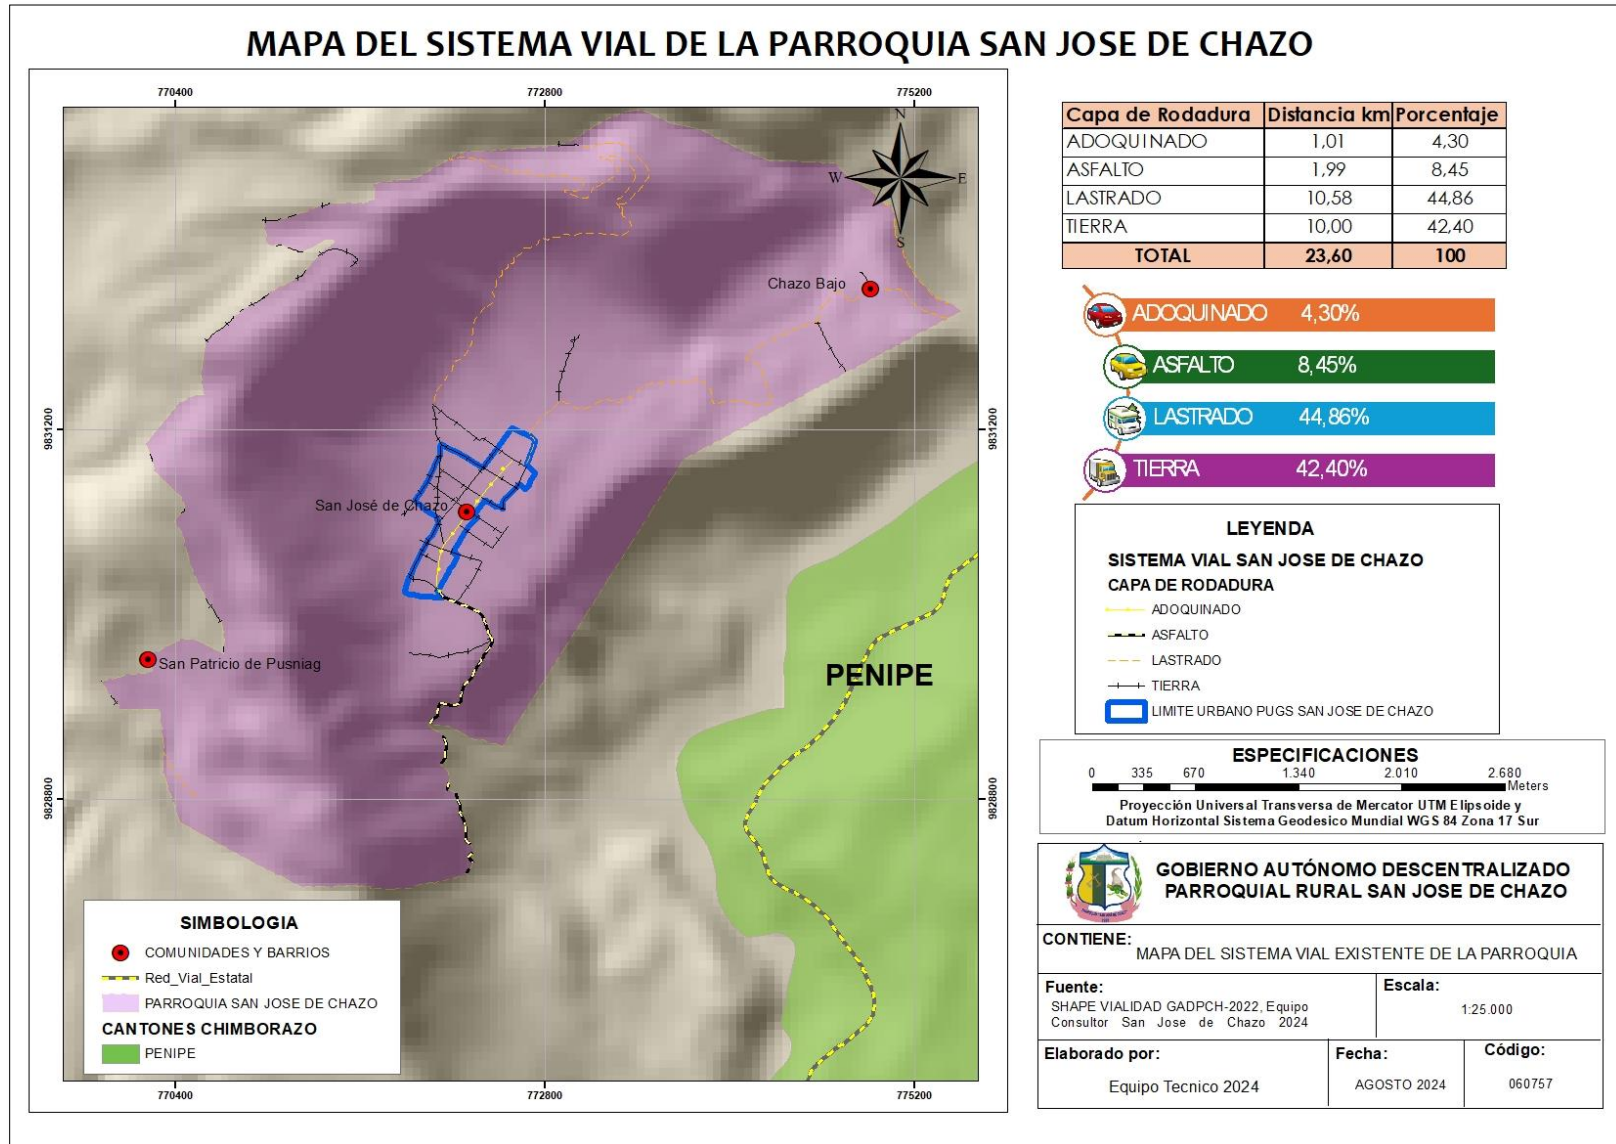 MAPA DEL SISTEMA VIAL DE LA PARROQUIA SAN JOSE DE CHAZO
770400
772800
775200
N
W
E
S
Chazo Bajo
9831200
9831200
San José de Chazo
San Patricio de Pusniag
PENIPE
9828800
9828800
770400
772800
775200
SIMBOLOGIA
COMUNIDADES Y BARRIOS
Red_Vial_Estatal
PARROQUIA SAN JOSE DE CHAZO
CANTONES CHIMBORAZO
PENIPE
Capa de Rodadura Distancia km Porcentaje
ADOQUINADO 1,01 4,30
ASFALTO 1,99 8,45
LASTRADO 10,58 44,86
TIERRA 10,00 42,40
TOTAL 23,60 100
ADOQUINADO 4,30%
ASFALTO 8,45%
LASTRADO 44,86%
TIERRA 42,40%
LEYENDA
SISTEMA VIAL SAN JOSE DE CHAZO
CAPA DE RODADURA
ADOQUINADO
ASFALTO
LASTRADO
TIERRA
LIMITE URBANO PUGS SAN JOSE DE CHAZO
ESPECIFICACIONES
0 335 670 1.340 2.010 2.680
Meters
Proyección Universal Transversa de Mercator UTM Elipsoide y
Datum Horizontal Sistema Geodesico Mundial WGS 84 Zona 17 Sur
GOBIERNO AUTÓNOMO DESCENTRALIZADO
PARROQUIAL RURAL SAN JOSE DE CHAZO
CONTIENE:
MAPA DEL SISTEMA VIAL EXISTENTE DE LA PARROQUIA
Fuente:
SHAPE VIALIDAD GADPCH-2022, Equipo
Consultor San Jose de Chazo 2024
Escala:
1:25.000
Elaborado por:
Equipo Tecnico 2024
Fecha:
AGOSTO 2024
Código:
060757